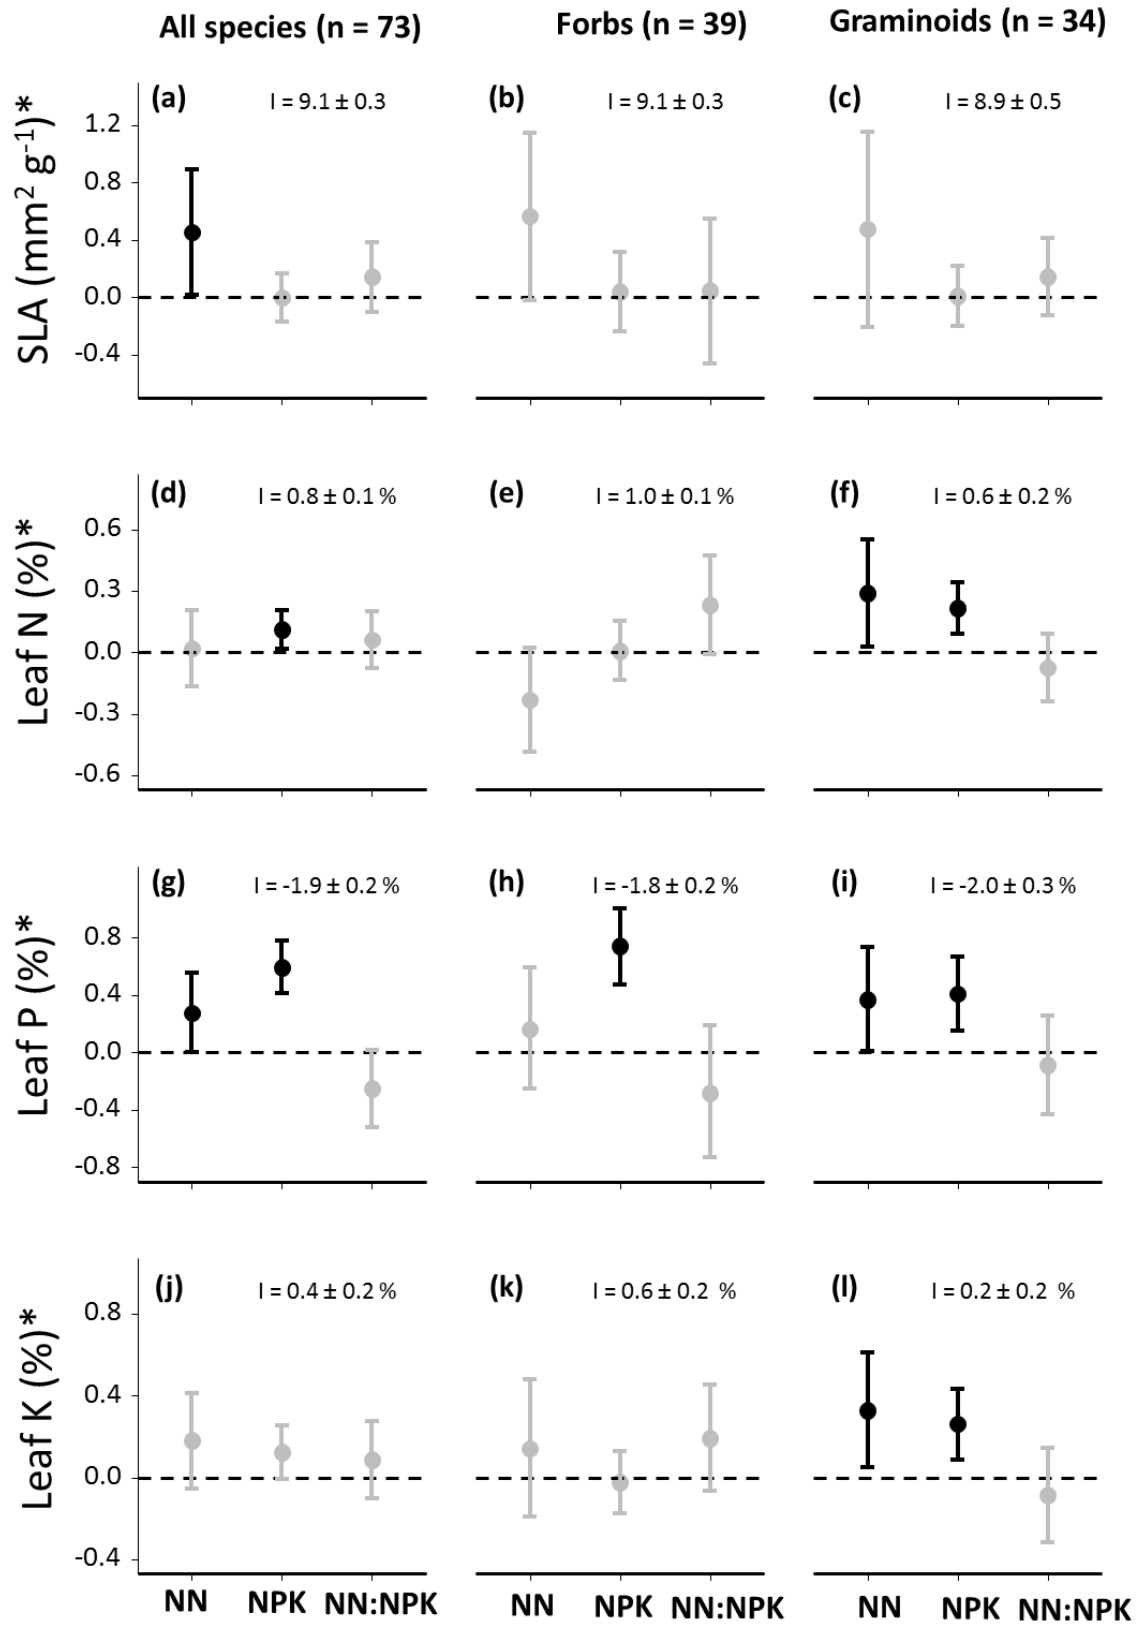 All species (n = 73) Forbs (n = 39) Graminoids (n = 34)
(a) I = 9.1 ± 0.3 (b) I = 9.1 ± 0.3 (c) I = 8.9 ± 0.5
SLA (mm² g⁻¹)*
1.2
0.8
0.4
0.0
-0.4
(d) I = 0.8 ± 0.1 % (e) I = 1.0 ± 0.1 % (f) I = 0.6 ± 0.2 %
Leaf N (%)*
0.6
0.3
0.0
-0.3
-0.6
(g) I = -1.9 ± 0.2 % (h) I = -1.8 ± 0.2 % (i) I = -2.0 ± 0.3 %
Leaf P (%)*
0.8
0.4
0.0
-0.4
-0.8
(j) I = 0.4 ± 0.2 % (k) I = 0.6 ± 0.2 % (l) I = 0.2 ± 0.2 %
Leaf K (%)*
0.8
0.4
0.0
-0.4
NN NPK NN:NPK NN NPK NN:NPK NN NPK NN:NPK